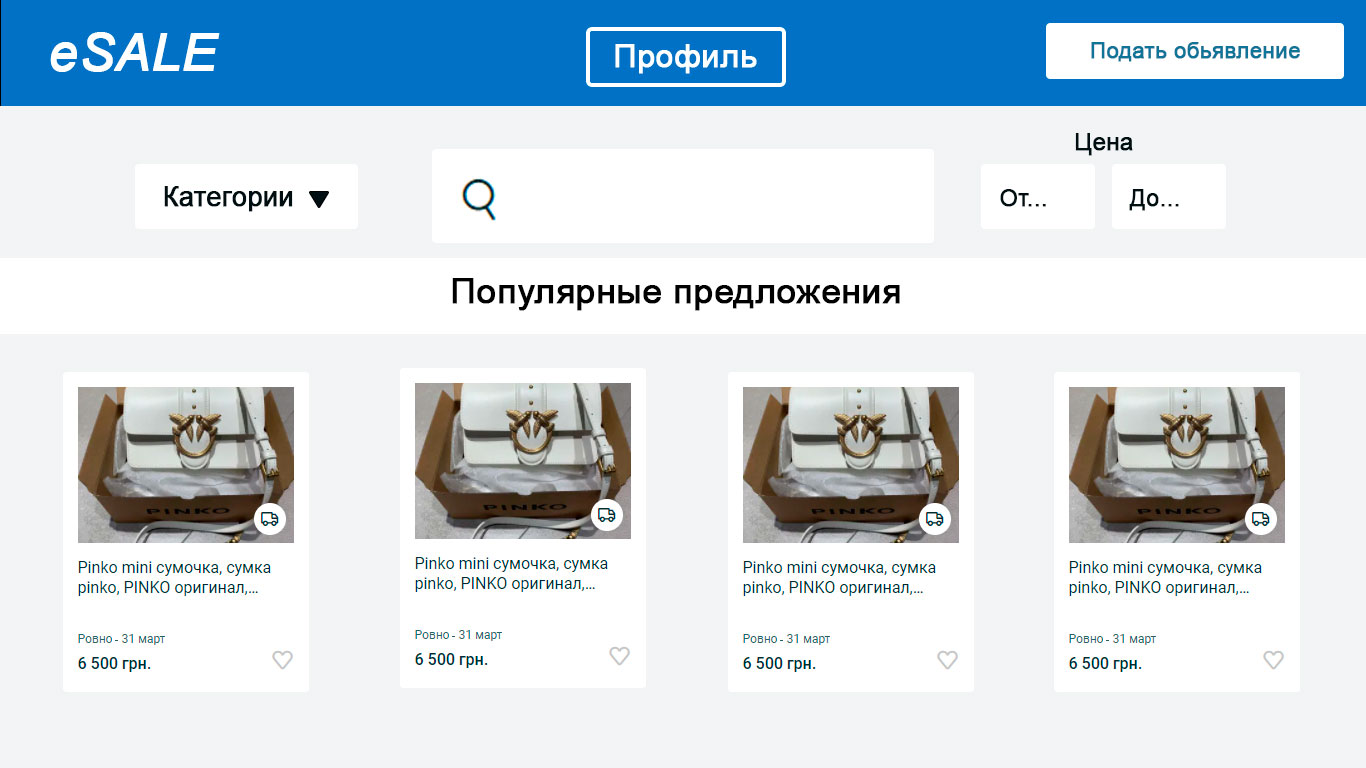 eSALE
Профиль
Подать обьявление
Цена
Категории
От...
До...
Популярные предложения
PINKO
Pinko mini сумочка, сумка
pinko, PINKO оригинал,...
Ровно - 31 март
6 500 грн.
PINKO
Pinko mini сумочка, сумка
pinko, PINKO оригинал,...
Ровно - 31 март
6 500 грн.
PINKO
Pinko mini сумочка, сумка
pinko, PINKO оригинал,...
Ровно - 31 март
6 500 грн.
PINKO
Pinko mini сумочка, сумка
pinko, PINKO оригинал,...
Ровно - 31 март
6 500 грн.